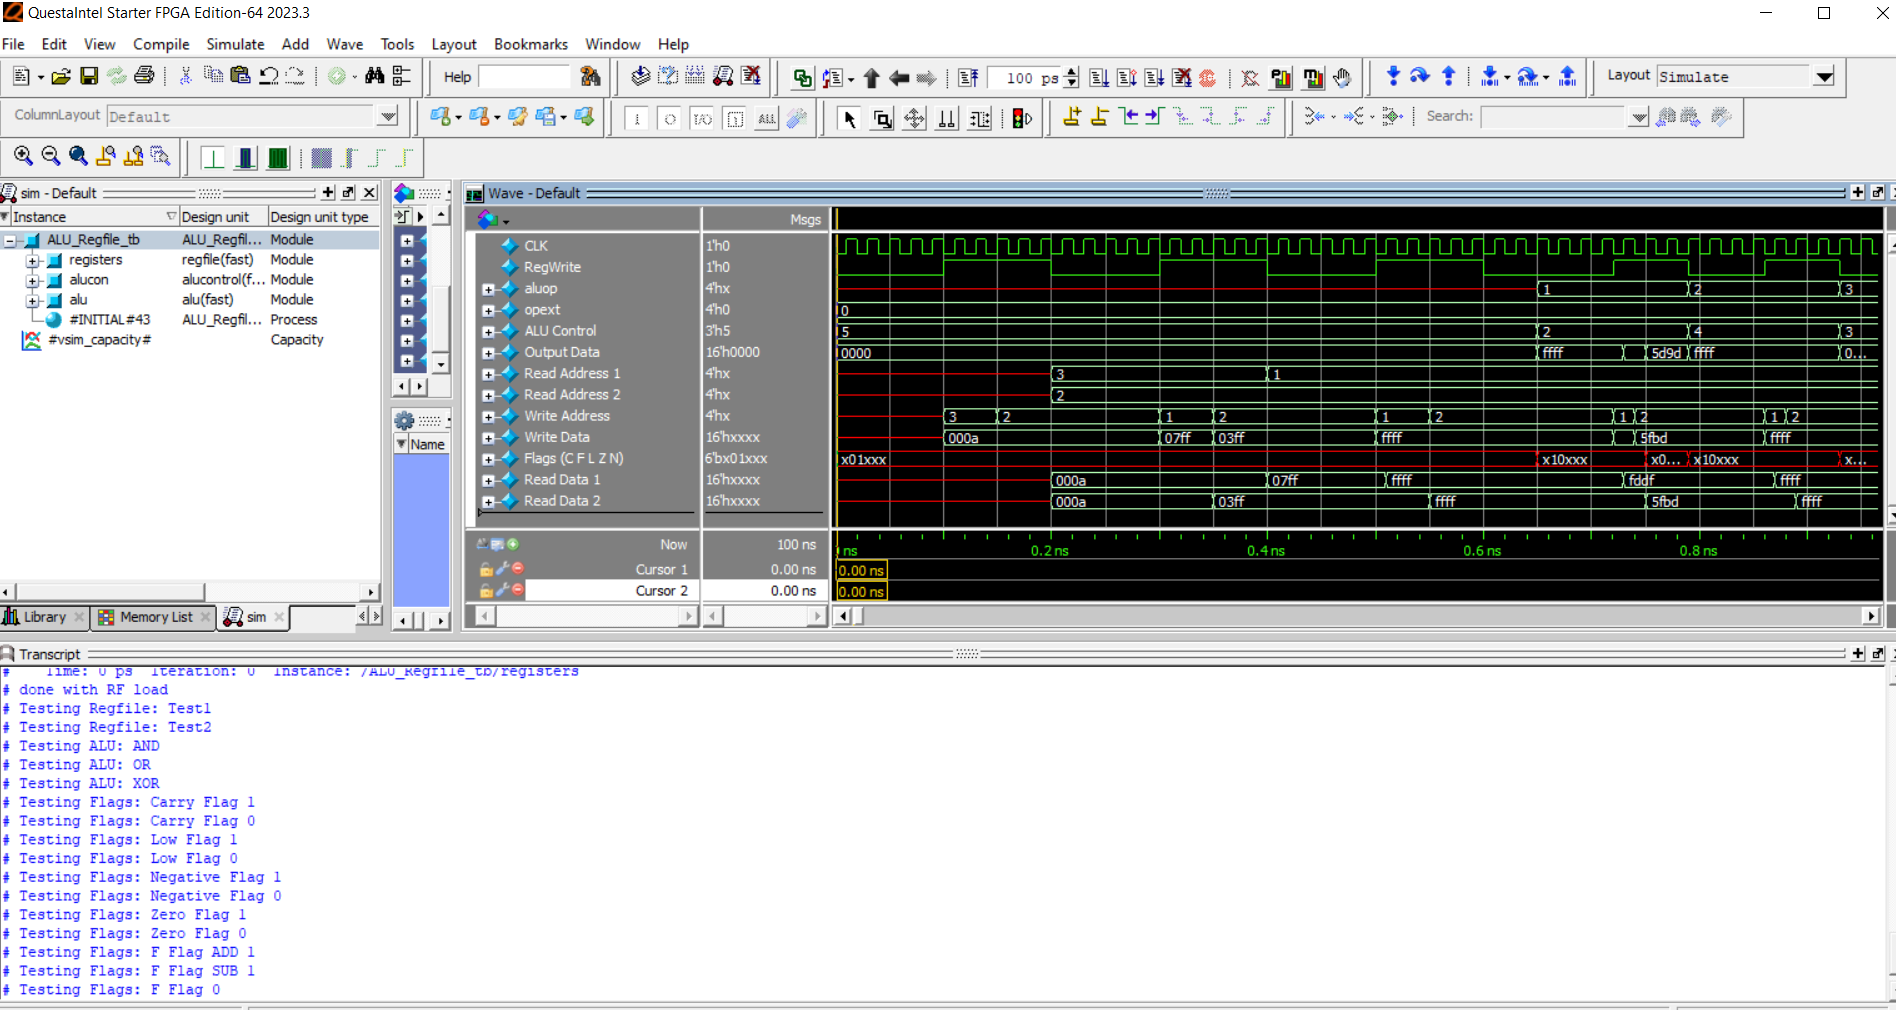 QuestaIntel Starter FPGA Edition-64 2023.3
File Edit View Compile Simulate Add Wave Tools Layout Bookmarks Window Help
Help 100 ps Layout Simulate
ColumnLayout Default I O I/O ALL Search:
sim - Default
Instance Design unit Design unit type
ALU_Regfile_tb ALU_Regfil... Module
registers regfile(fast) Module
alucon alucontrol(f... Module
alu alu(fast) Module
#INITIAL#43 ALU_Regfil... Process
#vsim_capacity# Capacity
Name
Library Memory List sim
Wave - Default
Msgs
CLK 1'h0
RegWrite 1'h0
aluop 4'hx 1 2 3
opext 4'h0 0
ALU Control 3'h5 5 2 4 3
Output Data 16'h0000 0000 ffff 5d9d ffff 0...
Read Address 1 4'hx 3 1
Read Address 2 4'hx 2
Write Address 4'hx 3 2 1 2 1 2 1 2 1 2
Write Data 16'hxxxx 000a 07ff 03ff ffff 5fbd ffff
Flags (C F L Z N) 6'bx01xxx x01xxx x10xxx x0... x10xxx x...
Read Data 1 16'hxxxx 000a 07ff ffff fddf ffff
Read Data 2 16'hxxxx 000a 03ff ffff 5fbd ffff
Now 100 ns ns 0.2 ns 0.4 ns 0.6 ns 0.8 ns
Cursor 1 0.00 ns 0.00 ns
Cursor 2 0.00 ns 0.00 ns
Transcript
# Time: 0 ps Iteration: 0 Instance: /ALU_Regfile_tb/registers
# done with RF load
# Testing Regfile: Test1
# Testing Regfile: Test2
# Testing ALU: AND
# Testing ALU: OR
# Testing ALU: XOR
# Testing Flags: Carry Flag 1
# Testing Flags: Carry Flag 0
# Testing Flags: Low Flag 1
# Testing Flags: Low Flag 0
# Testing Flags: Negative Flag 1
# Testing Flags: Negative Flag 0
# Testing Flags: Zero Flag 1
# Testing Flags: Zero Flag 0
# Testing Flags: F Flag ADD 1
# Testing Flags: F Flag SUB 1
# Testing Flags: F Flag 0